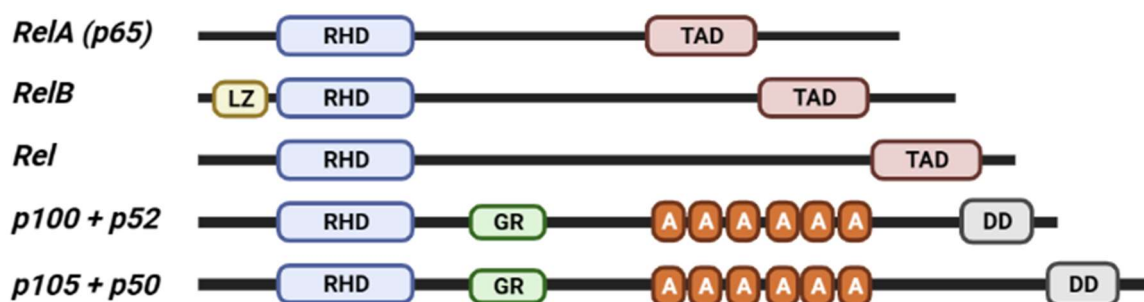 RelA (p65) RHD TAD
RelB LZ RHD TAD
Rel RHD TAD
p100 + p52 RHD GR A A A A A A DD
p105 + p50 RHD GR A A A A A A DD